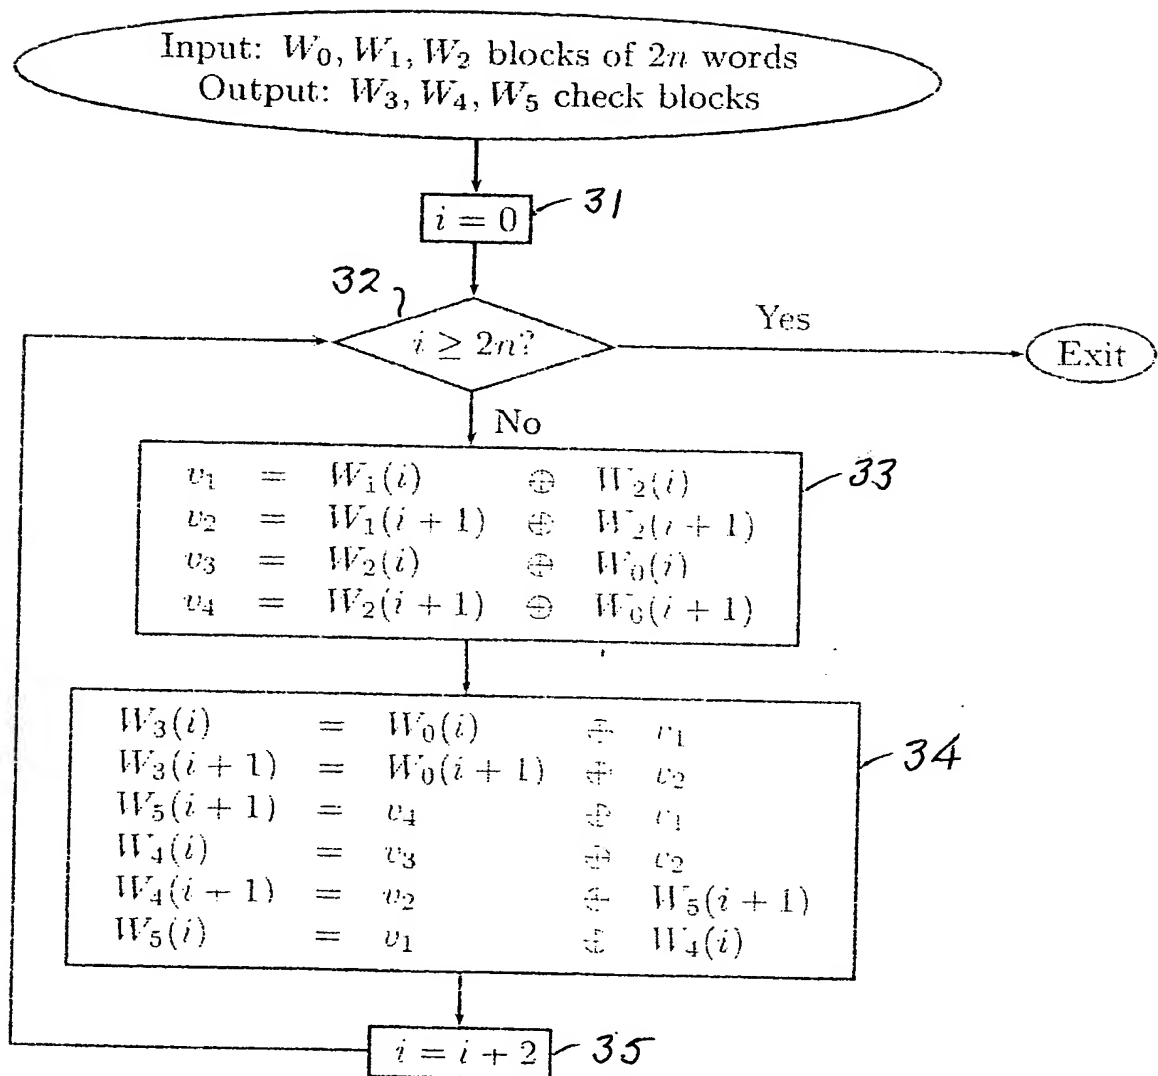 Input: W₀, W₁, W₂ blocks of 2n words
Output: W₃, W₄, W₅ check blocks
i = 0
31
32
i ≥ 2n?
Yes
Exit
No
v₁ = W₁(i) ⊕ W₂(i)
v₂ = W₁(i + 1) ⊕ W₂(i + 1)
v₃ = W₂(i) ⊕ W₀(i)
v₄ = W₂(i + 1) ⊕ W₀(i + 1)
33
W₃(i) = W₀(i) ⊕ v₁
W₃(i + 1) = W₀(i + 1) ⊕ v₂
W₅(i + 1) = v₄ ⊕ v₁
W₄(i) = v₃ ⊕ v₂
W₄(i + 1) = v₂ ⊕ W₅(i + 1)
W₅(i) = v₁ ⊕ W₄(i)
34
i = i + 2
35